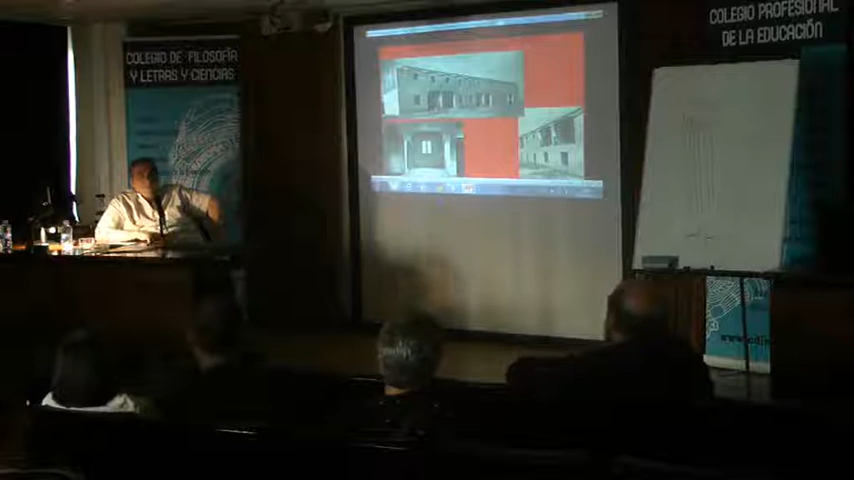 COLEGIO DE FILOSOFÍA
Y LETRAS Y CIENCIAS
COLEGIO PROFESIONAL
DE LA EDUCACIÓN